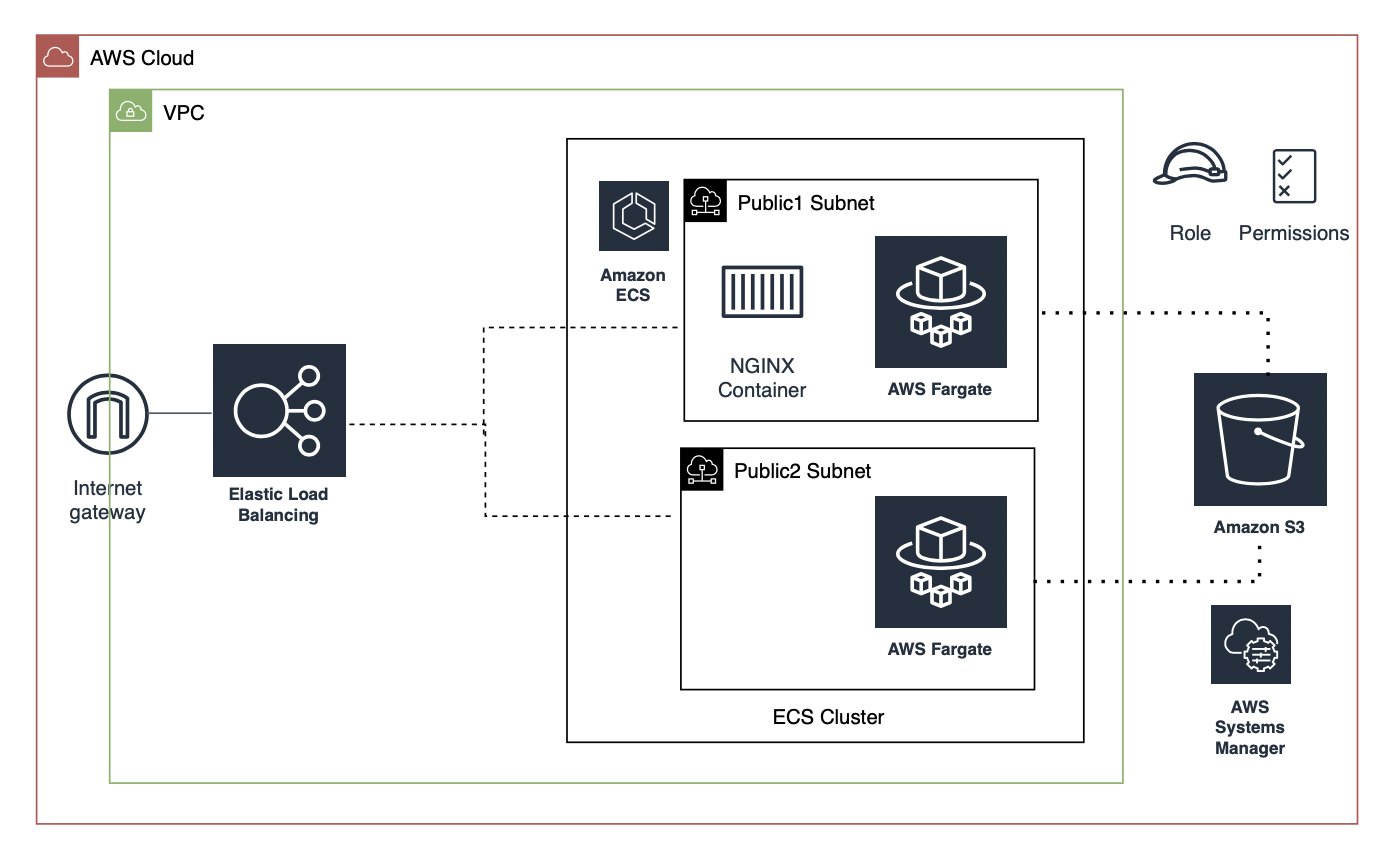 AWS Cloud
VPC
Public1 Subnet
Amazon
ECS
NGINX
Container
AWS Fargate
Role
Permissions
Internet
gateway
Elastic Load
Balancing
Public2 Subnet
AWS Fargate
ECS Cluster
Amazon S3
AWS
Systems
Manager